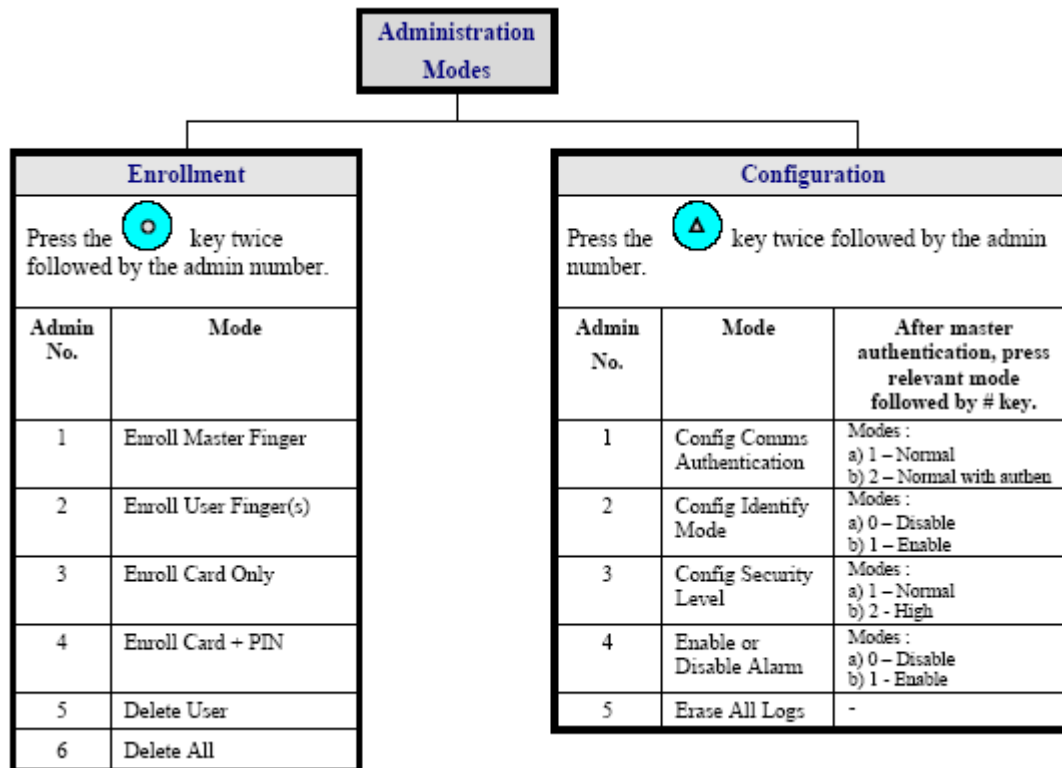 Administration
Modes
Enrollment
Press the key twice
followed by the admin number.
Admin
No.
Mode
1
Enroll Master Finger
2
Enroll User Finger(s)
3
Enroll Card Only
4
Enroll Card + PIN
5
Delete User
6
Delete All
Configuration
Press the key twice followed by the admin
number.
Admin
No.
Mode
After master
authentication, press
relevant mode
followed by # key.
1
Config Comms
Authentication
Modes :
a) 1 – Normal
b) 2 – Normal with authen
2
Config Identify
Mode
Modes :
a) 0 – Disable
b) 1 – Enable
3
Config Security
Level
Modes :
a) 1 – Normal
b) 2 - High
4
Enable or
Disable Alarm
Modes :
a) 0 – Disable
b) 1 - Enable
5
Erase All Logs
-